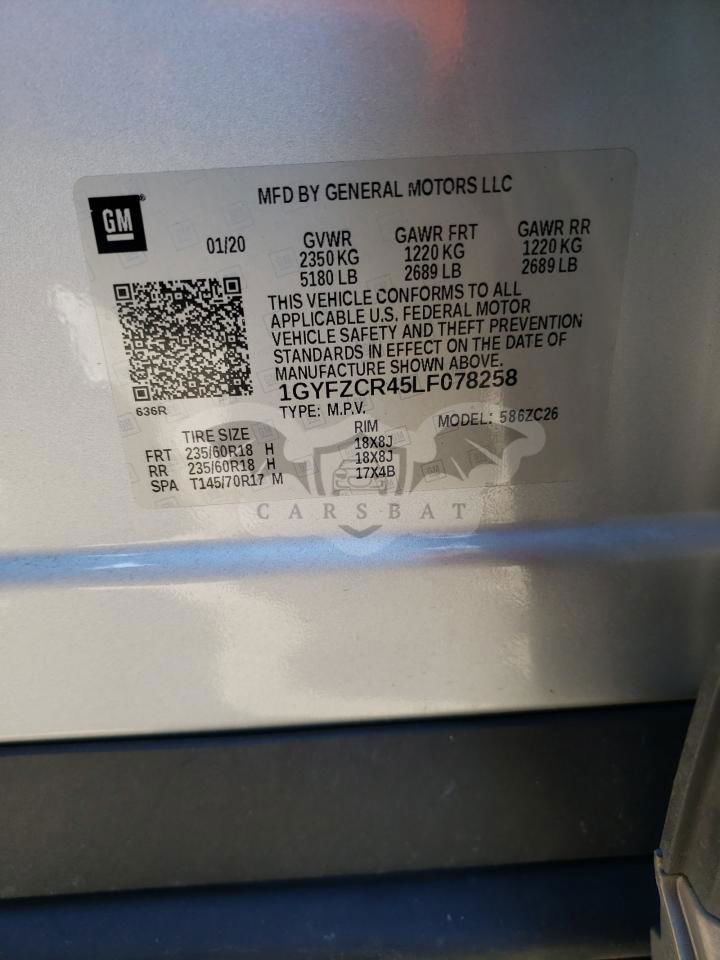 MFD BY GENERAL MOTORS LLC
GM®
01/20
GVWR GAWR FRT GAWR RR
2350 KG 1220 KG 1220 KG
5180 LB 2689 LB 2689 LB
THIS VEHICLE CONFORMS TO ALL
APPLICABLE U.S. FEDERAL MOTOR
VEHICLE SAFETY AND THEFT PREVENTION
STANDARDS IN EFFECT ON THE DATE OF
MANUFACTURE SHOWN ABOVE.
1GYFZCR45LF078258
636R
TYPE: M.P.V. MODEL: 586ZC26
TIRE SIZE RIM
FRT 235/60R18 H 18X8J
RR 235/60R18 H 18X8J
SPA T145/70R17 M 17X4B
CARSBAT